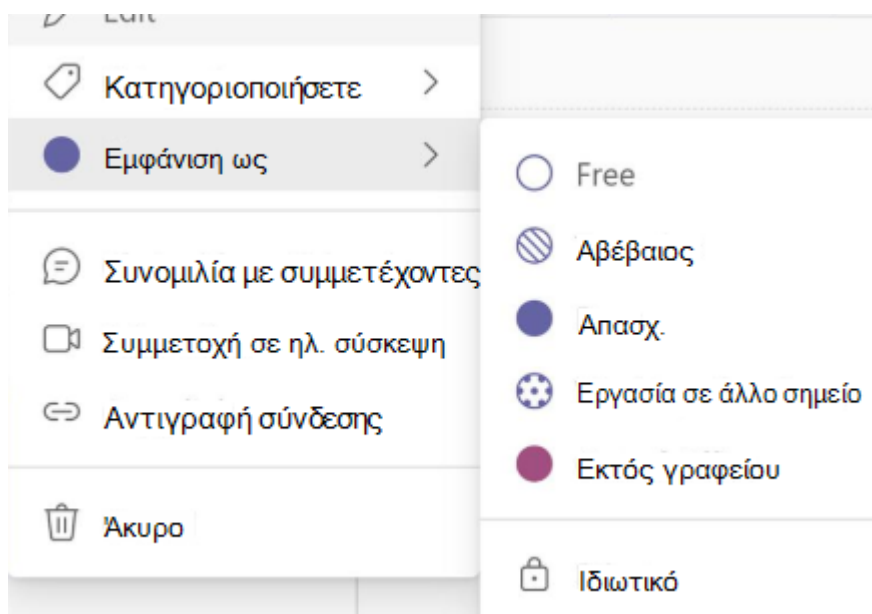 Edit
Κατηγοριοποιήσετε
Εμφάνιση ως
Συνομιλία με συμμετέχοντες
Συμμετοχή σε ηλ. σύσκεψη
Αντιγραφή σύνδεσης
Άκυρο
Free
Αβέβαιος
Απασχ.
Εργασία σε άλλο σημείο
Εκτός γραφείου
Ιδιωτικό